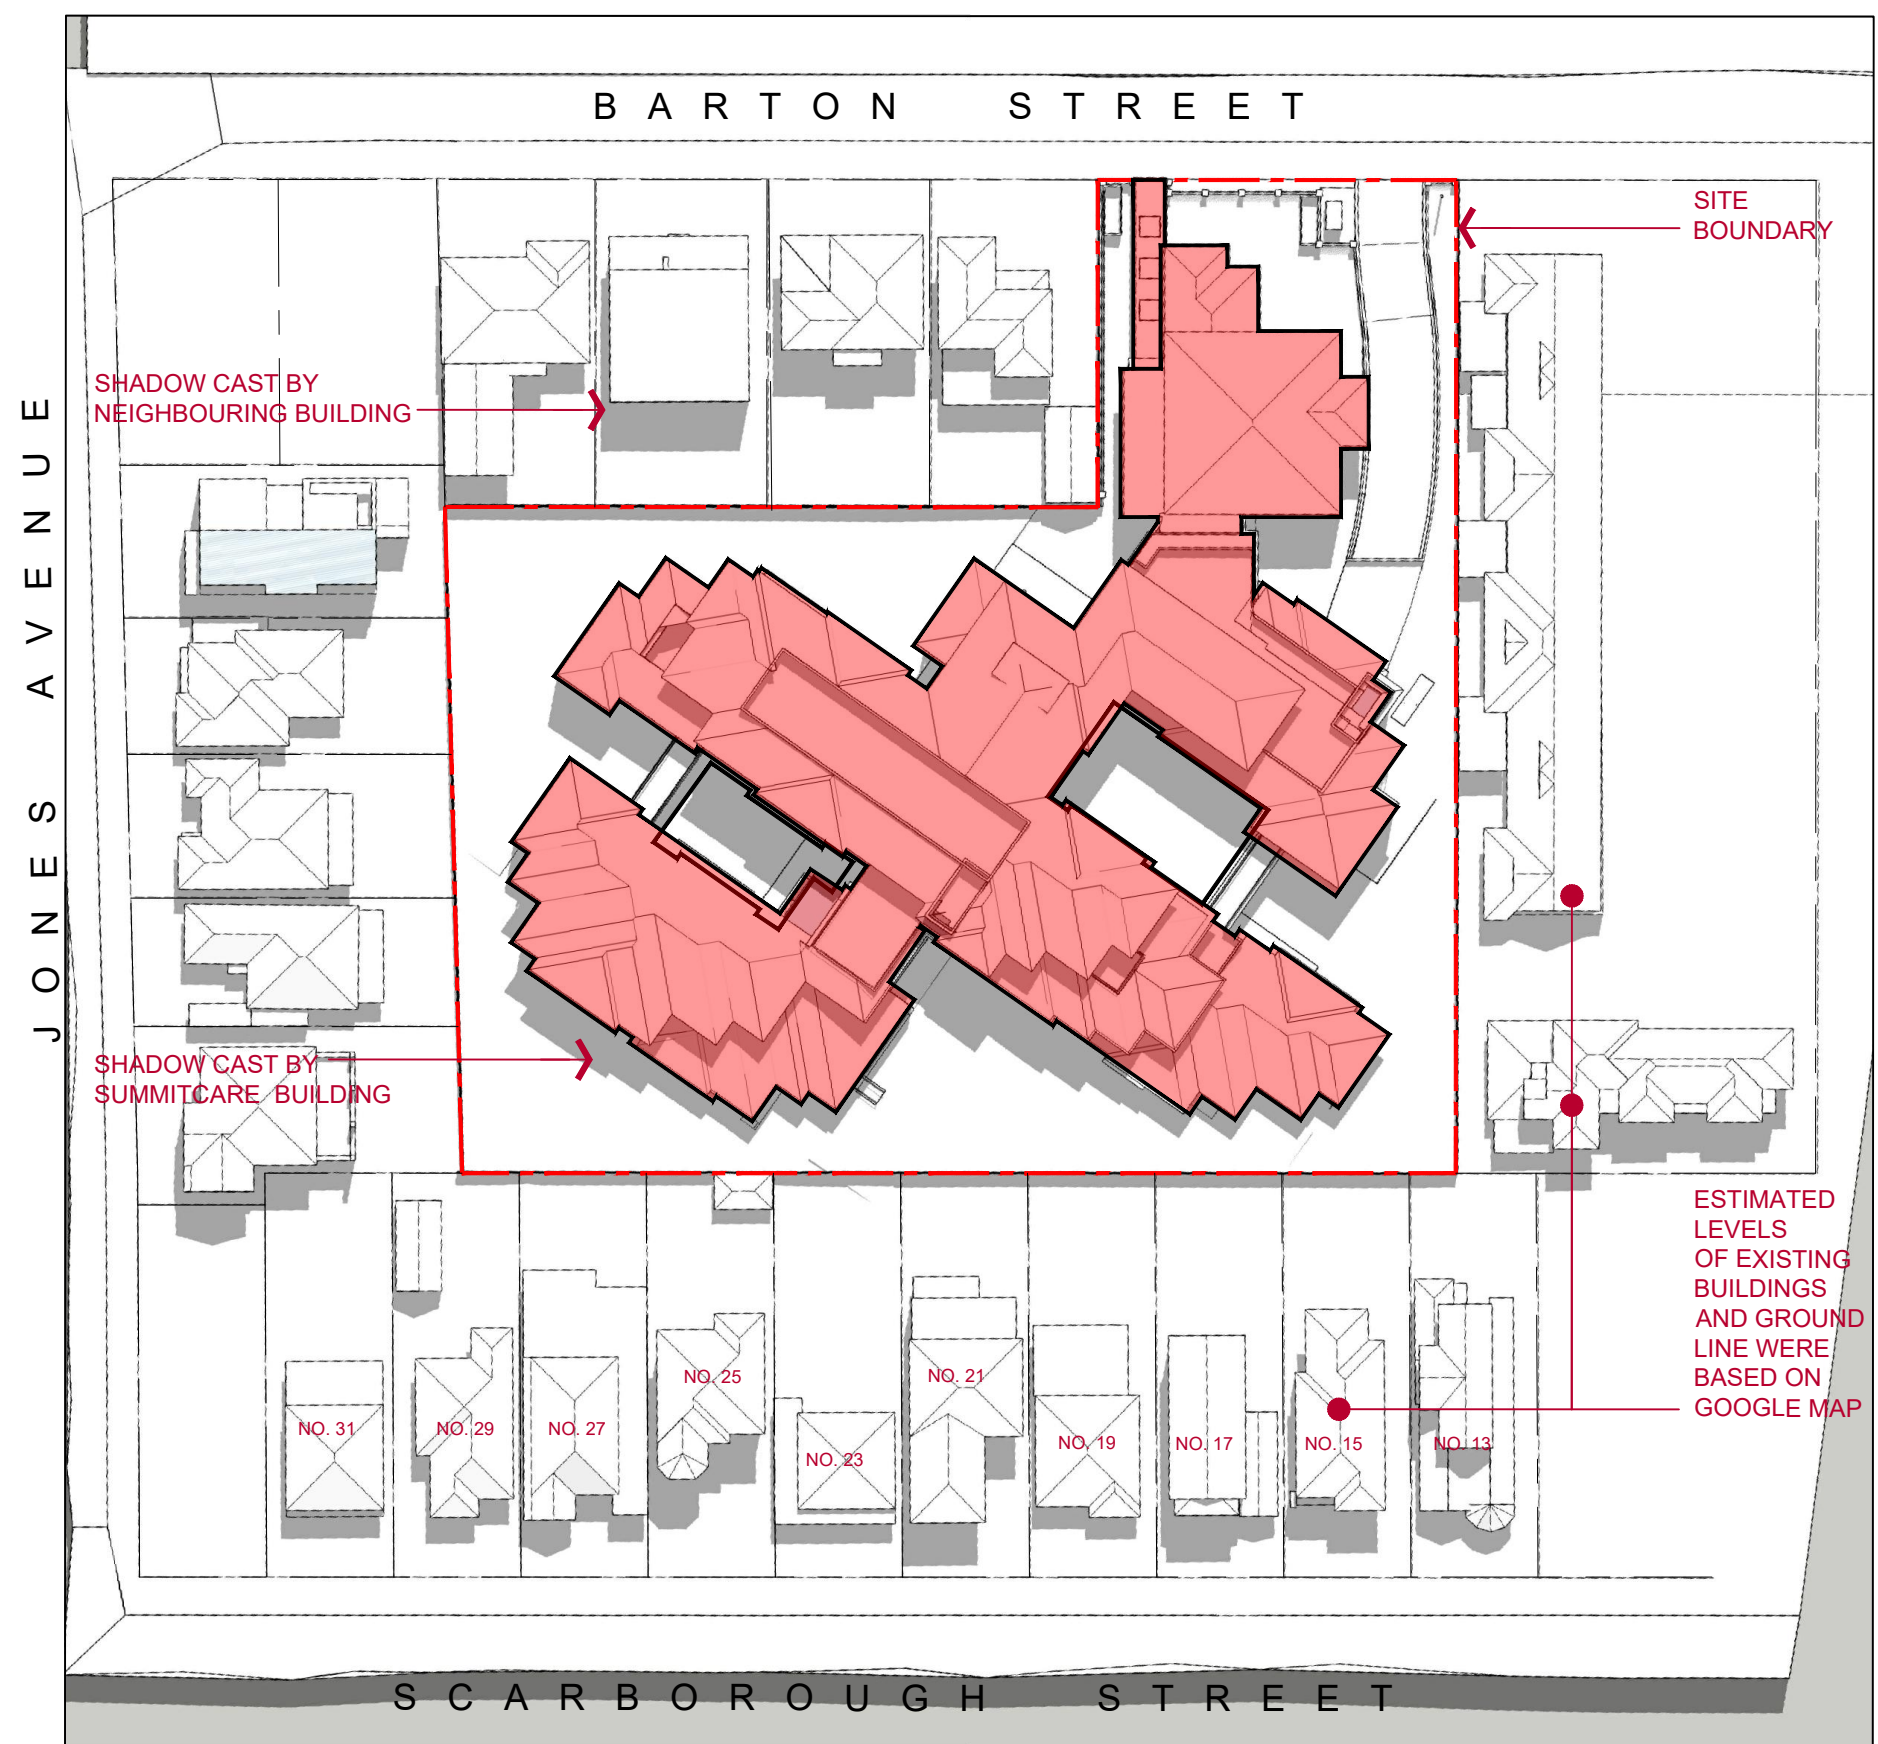 BARTON STREET
SITE
BOUNDARY
SHADOW CAST BY
NEIGHBOURING BUILDING
JONES AVENUE
SHADOW CAST BY
SUMMITCARE BUILDING
ESTIMATED
LEVELS
OF EXISTING
BUILDINGS
AND GROUND
LINE WERE
BASED ON
GOOGLE MAP
NO. 31
NO. 29
NO. 27
NO. 25
NO. 23
NO. 21
NO. 19
NO. 17
NO. 15
NO. 13
SCARBOROUGH STREET